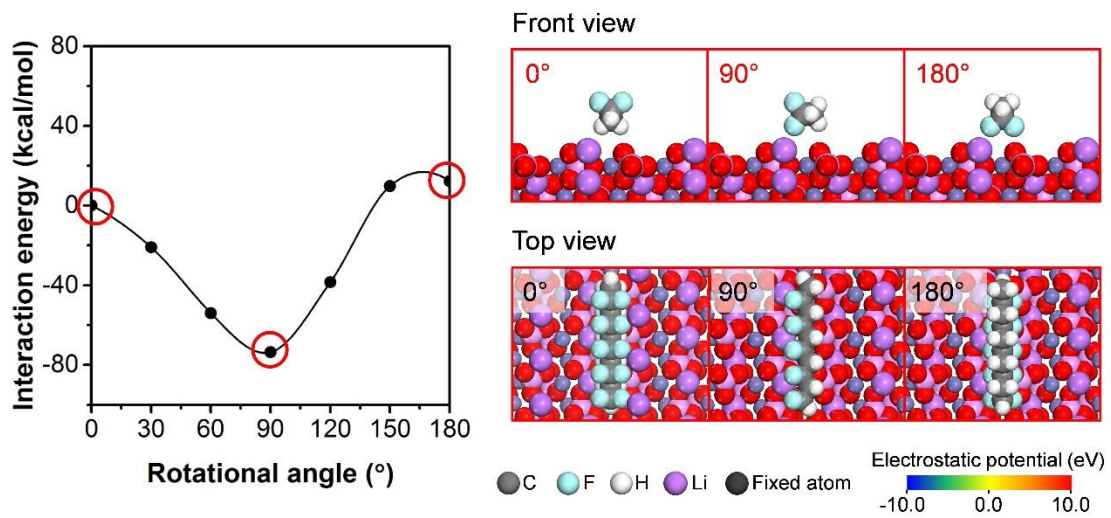 Interaction energy (kcal/mol)
80
40
0
-40
-80
0 30 60 90 120 150 180
Rotational angle (°)
Front view
0° 90° 180°
Top view
0° 90° 180°
C F H Li Fixed atom
Electrostatic potential (eV)
-10.0 0.0 10.0